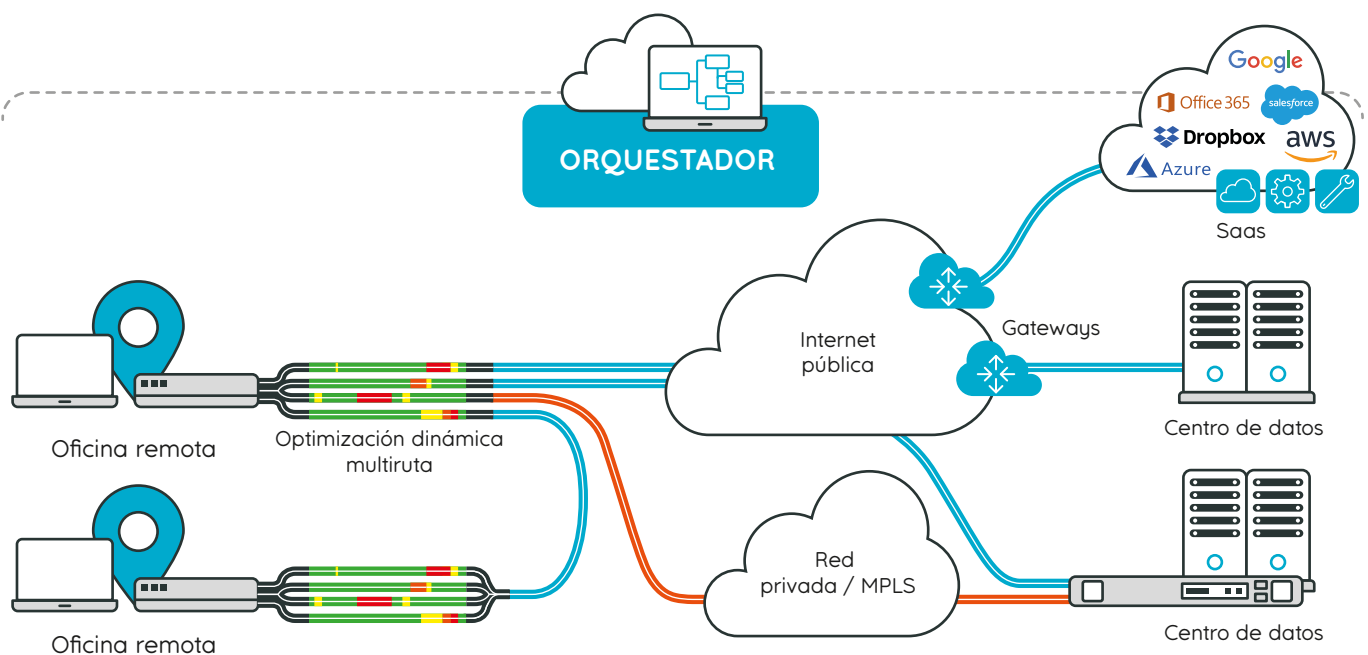 Google
Office 365
salesforce
Dropbox
aws
Azure
ORQUESTADOR
Saas
Internet
pública
Gateways
Oficina remota
Optimización dinámica
multiruta
Centro de datos
Red
privada / MPLS
Oficina remota
Centro de datos